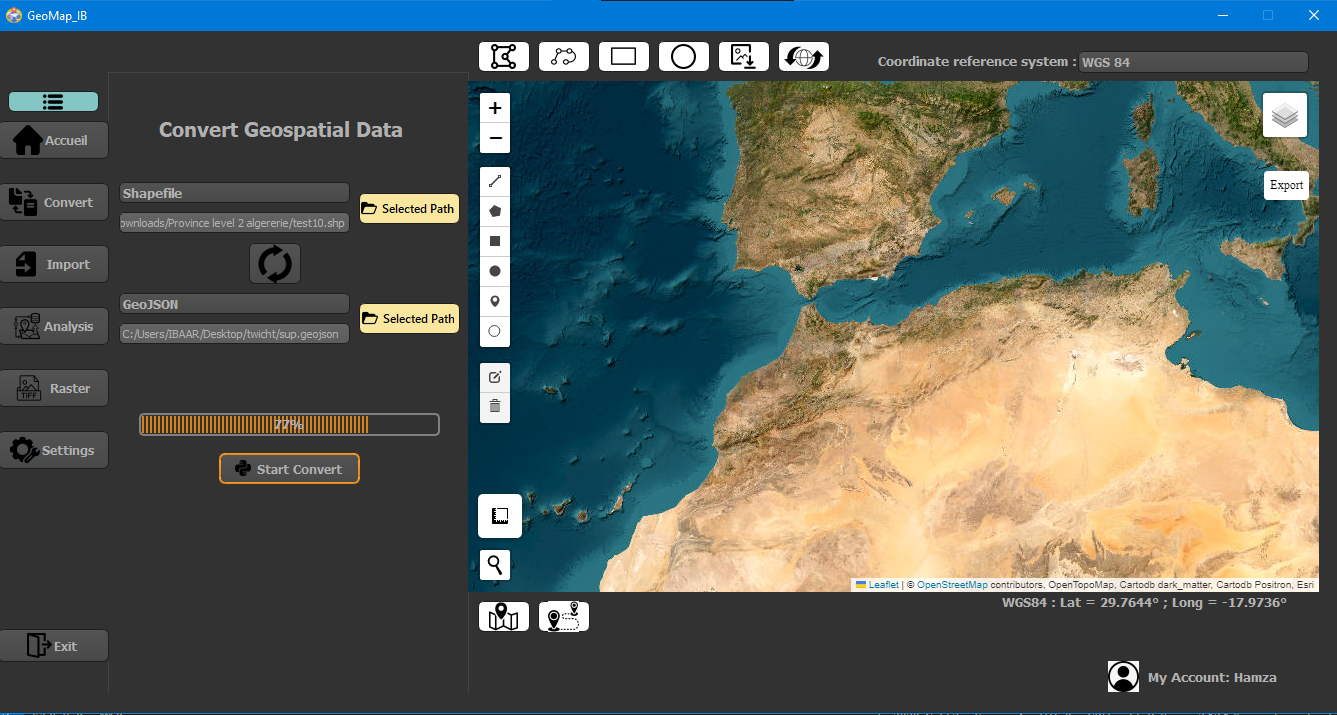 GeoMap_IB
Coordinate reference system : WGS 84
Accueil
Convert
Import
Analysis
TIFF
Raster
Settings
Exit
Convert Geospatial Data
Shapefile
ownloads/Province level 2 algererie/test10.shp
Selected Path
GeoJSON
C:/Users/IBAAR/Desktop/twicht/sup.geojson
Selected Path
77%
Start Convert
+
−
Export
Leaflet | © OpenStreetMap contributors, OpenTopoMap, Cartodb dark_matter, Cartodb Positron, Esri
WGS84 : Lat = 29.7644° ; Long = -17.9736°
My Account: Hamza